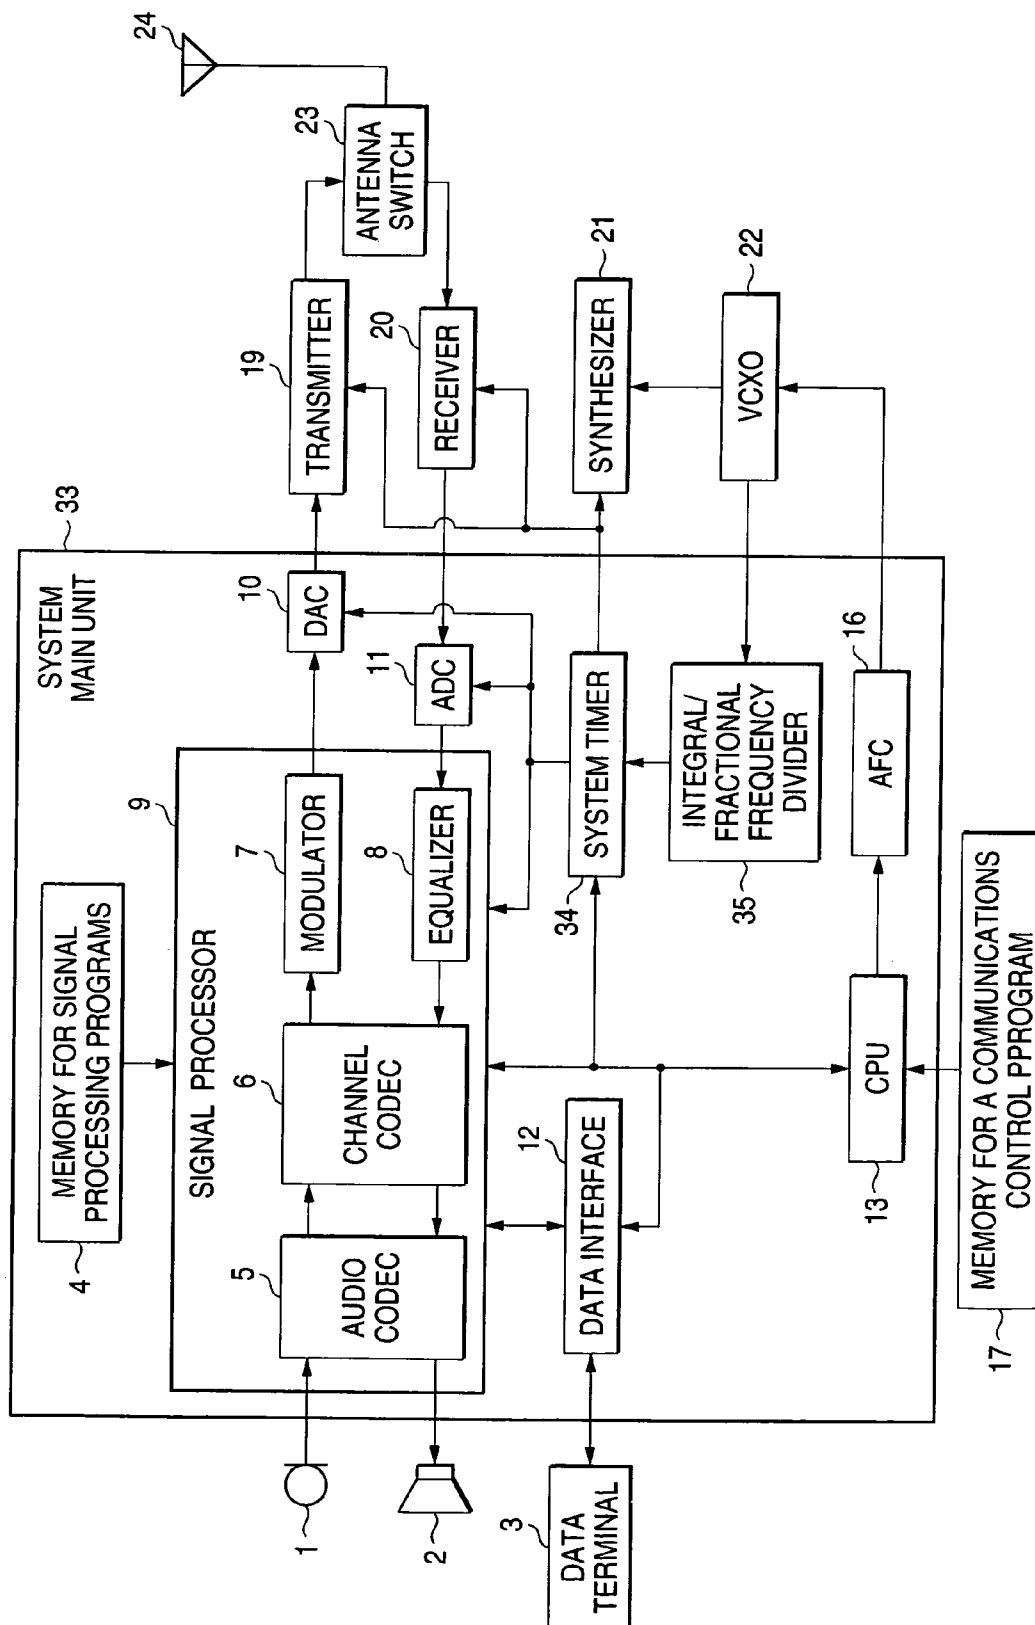 24
23
ANTENNA
SWITCH
19
TRANSMITTER
20
RECEIVER
21
SYNTHESIZER
22
VCXO
33
SYSTEM
MAIN UNIT
10
DAC
11
ADC
34
SYSTEM TIMER
35
INTEGRAL/
FRACTIONAL
FREQUENCY
DIVIDER
16
AFC
9
SIGNAL PROCESSOR
7
MODULATOR
8
EQUALIZER
4
MEMORY FOR SIGNAL
PROCESSING PROGRAMS
6
CHANNEL
CODEC
5
AUDIO
CODEC
12
DATA INTERFACE
13
CPU
17
MEMORY FOR A COMMUNICATIONS
CONTROL PPROGRAM
1
2
3
DATA
TERMINAL